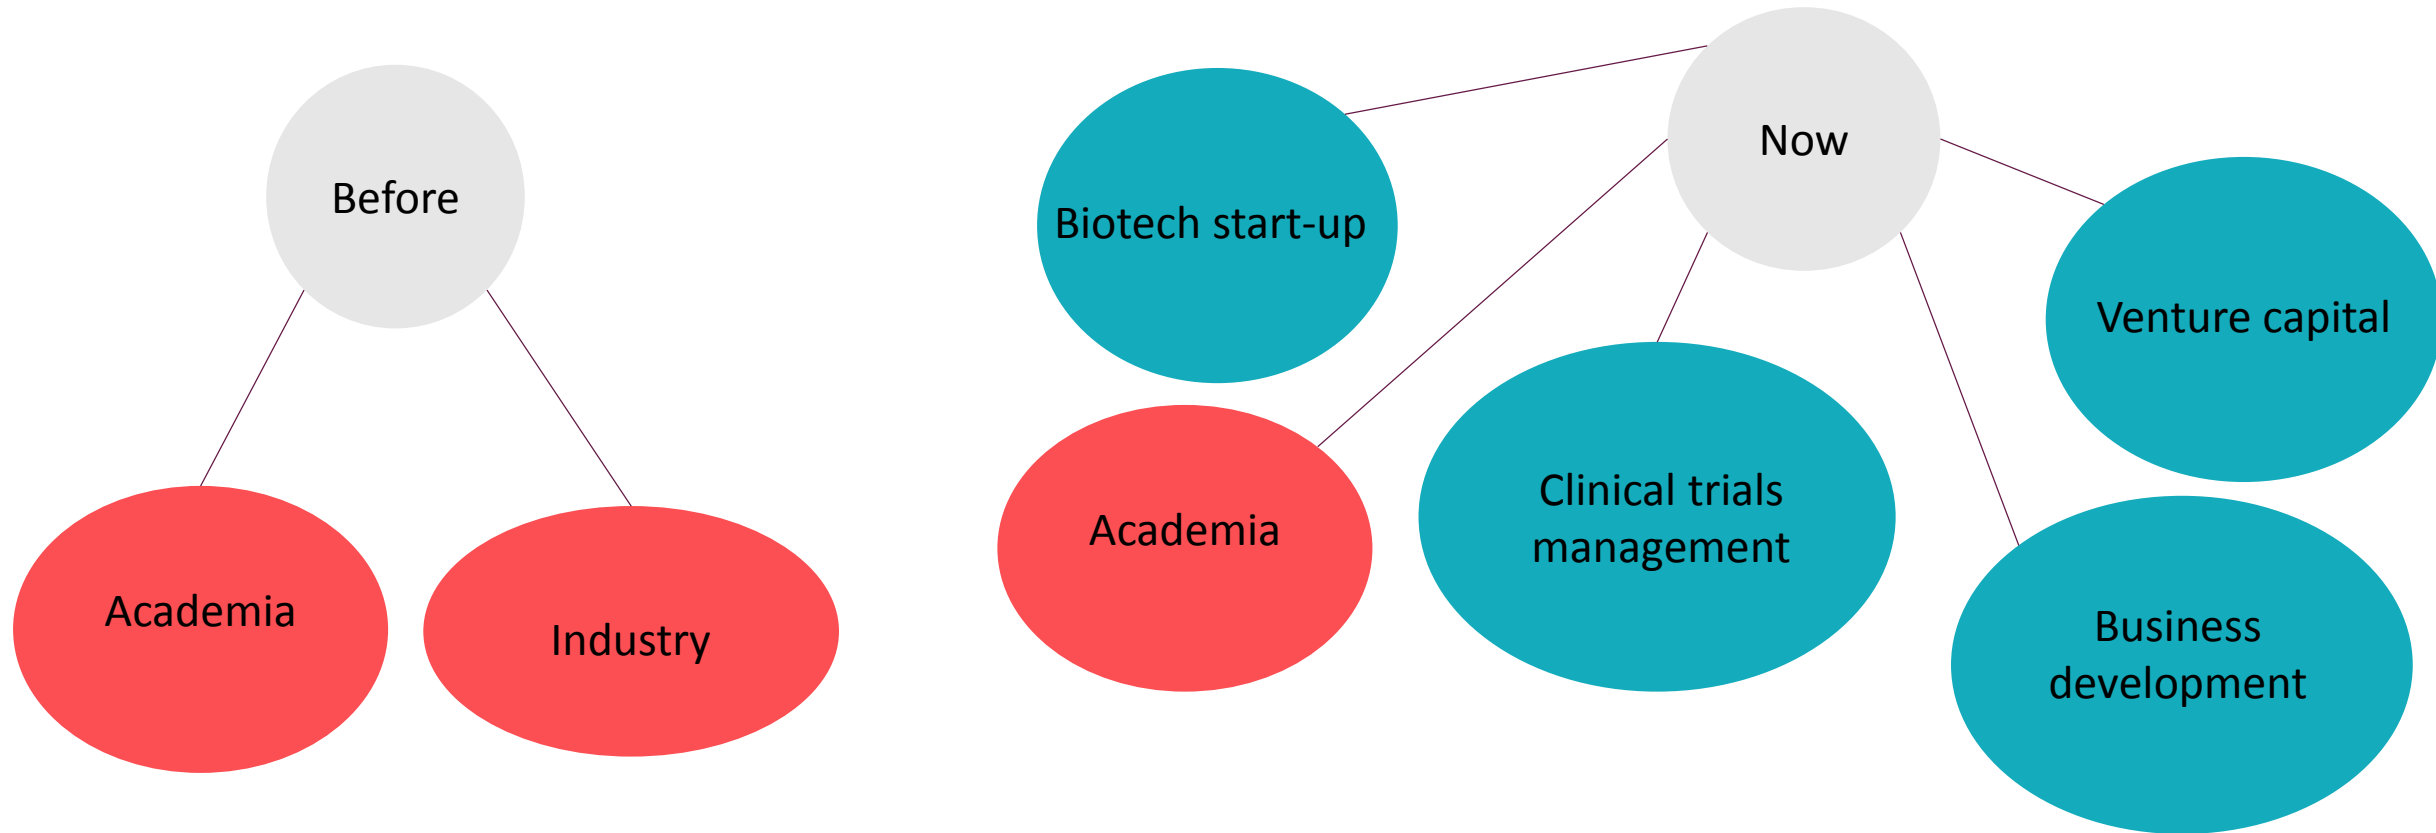 Before
Academia
Industry
Now
Biotech start-up
Academia
Clinical trials
management
Venture capital
Business
development